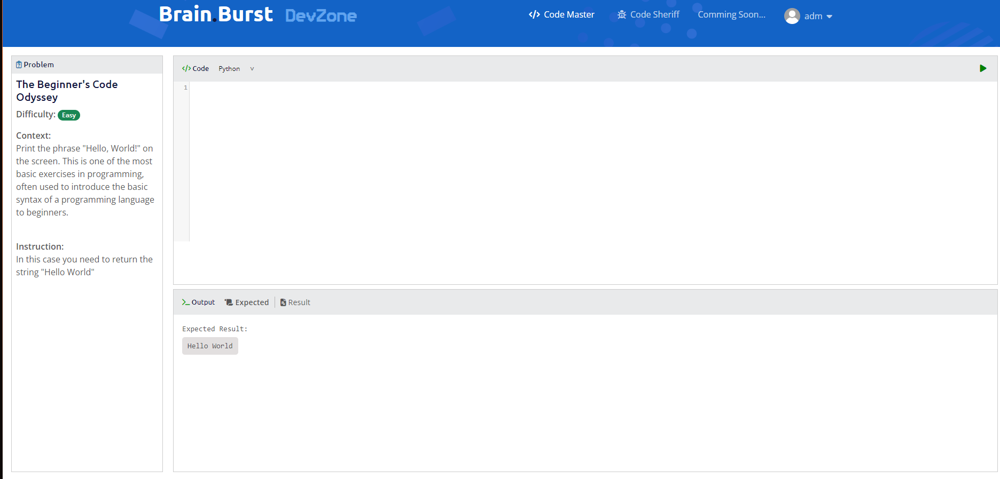 Brain.Burst DevZone
</> Code Master Code Sheriff Comming Soon... adm
Problem
The Beginner's Code
Odyssey
Difficulty: Easy
Context:
Print the phrase "Hello, World!" on
the screen. This is one of the most
basic exercises in programming,
often used to introduce the basic
syntax of a programming language
to beginners.
Instruction:
In this case you need to return the
string "Hello World"
</> Code Python
1
Output Expected Result
Expected Result:
Hello World